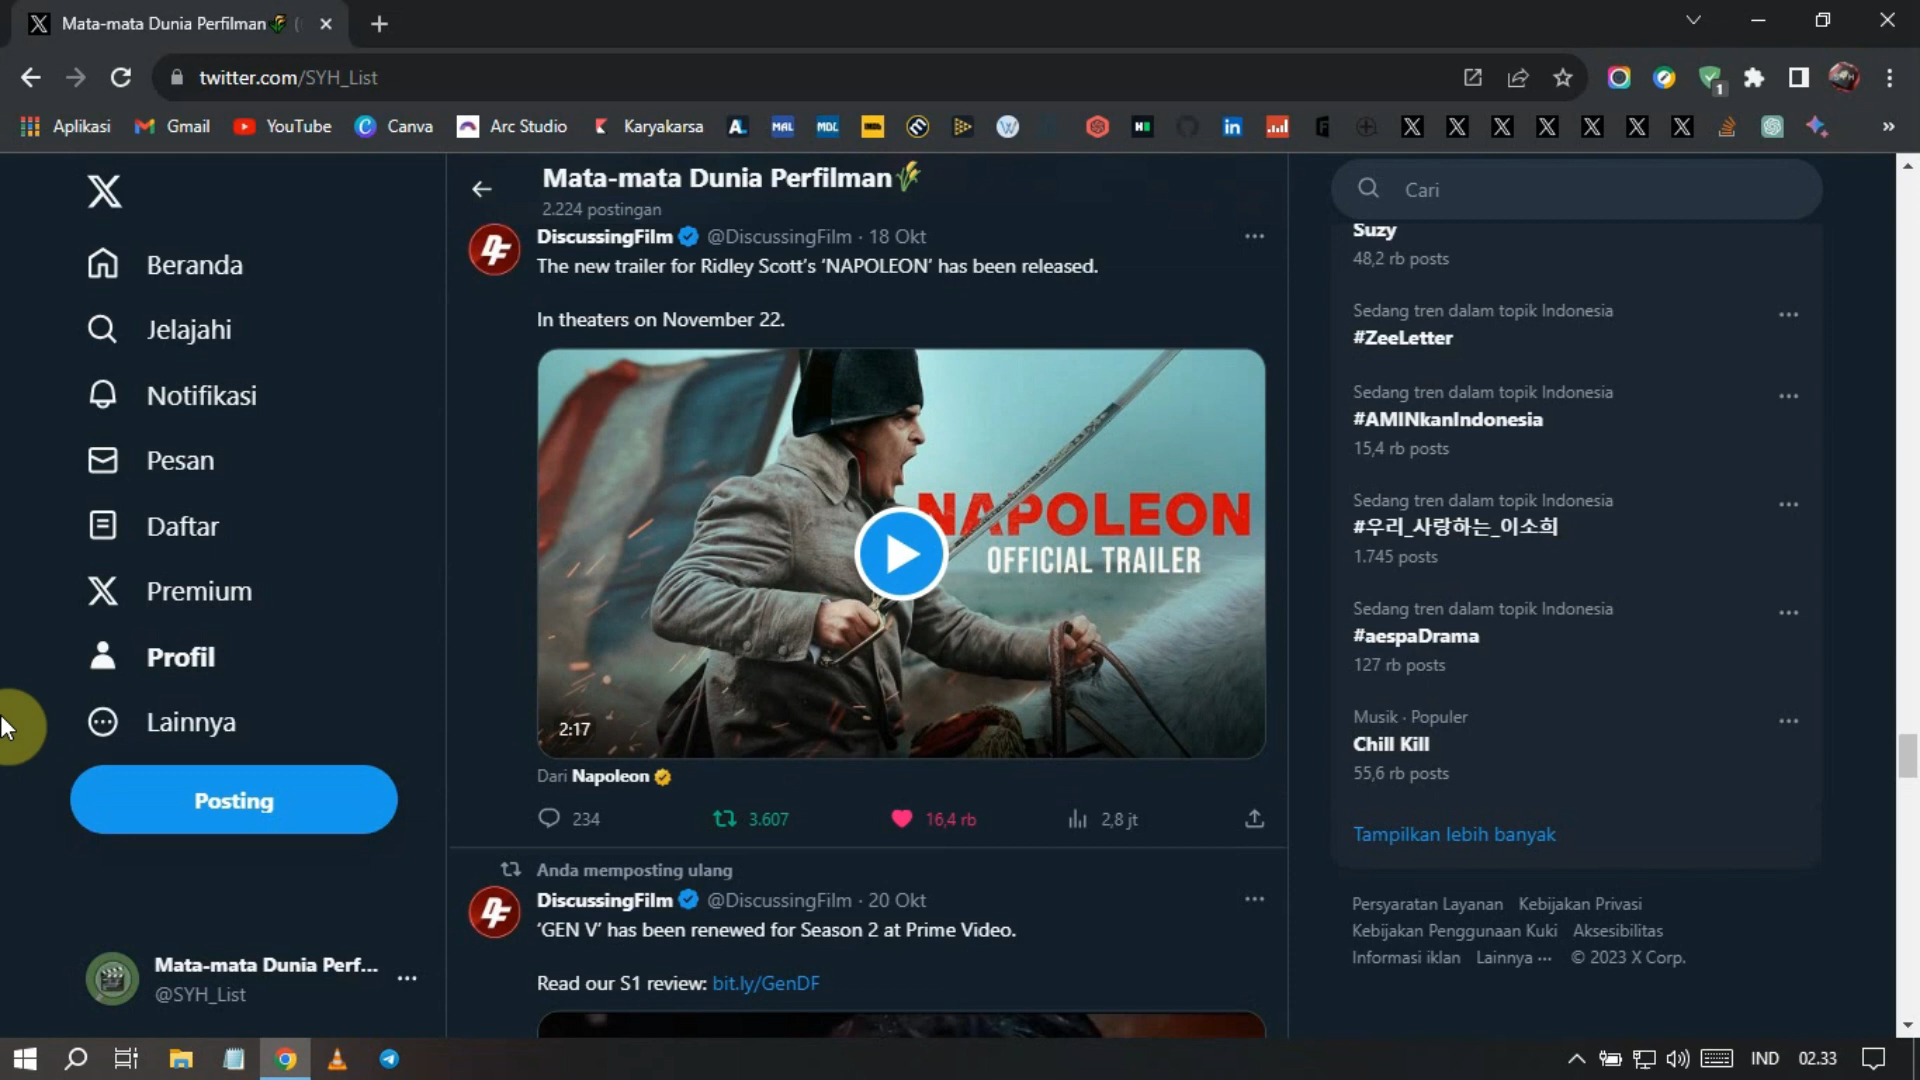 Mata-mata Dunia Perfilman
twitter.com/SYH_List
1
Aplikasi
Gmail
YouTube
Canva
Arc Studio
Karyakarsa
MAL
MDL
Beranda
Jelajahi
Notifikasi
Pesan
Daftar
Premium
Profil
Lainnya
Posting
Mata-mata Dunia Perf...
@SYH_List
Mata-mata Dunia Perfilman
2.224 postingan
DiscussingFilm @DiscussingFilm · 18 Okt
The new trailer for Ridley Scott's 'NAPOLEON' has been released.
In theaters on November 22.
NAPOLEON
OFFICIAL TRAILER
2:17
Dari Napoleon
234
3.607
16,4 rb
2,8 jt
Anda memposting ulang
DiscussingFilm @DiscussingFilm · 20 Okt
'GEN V' has been renewed for Season 2 at Prime Video.
Read our S1 review: bit.ly/GenDF
Cari
Suzy
48,2 rb posts
Sedang tren dalam topik Indonesia
#ZeeLetter
Sedang tren dalam topik Indonesia
#AMINkanIndonesia
15,4 rb posts
Sedang tren dalam topik Indonesia
#우리_사랑하는_이소희
1.745 posts
Sedang tren dalam topik Indonesia
#aespaDrama
127 rb posts
Musik · Populer
Chill Kill
55,6 rb posts
Tampilkan lebih banyak
Persyaratan Layanan Kebijakan Privasi
Kebijakan Penggunaan Kuki Aksesibilitas
Informasi iklan Lainnya ··· © 2023 X Corp.
IND
02.33